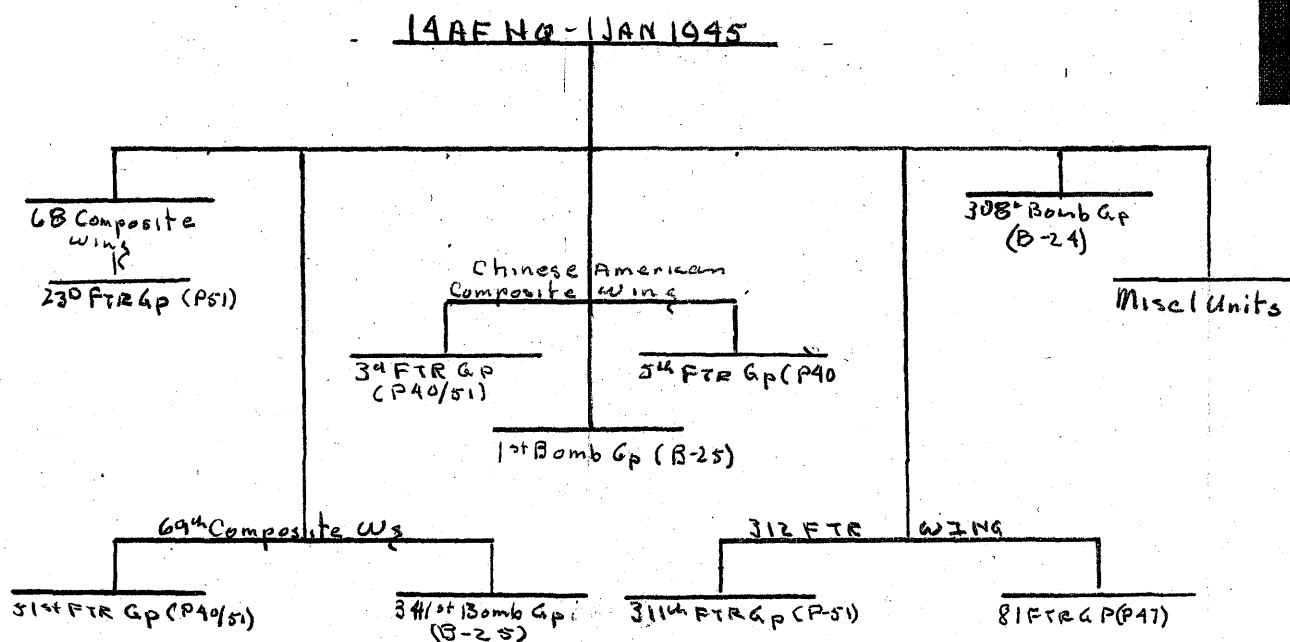 14AF HQ - 1 JAN 1945
68 Composite
Wing
23D FTR Gp (P51)
308th Bomb Gp
(B-24)
Miscl Units
Chinese American
Composite Wing
3d FTR Gp
(P40/51)
5th FTR Gp (P40
1st Bomb Gp (B-25)
69th Composite Wg
312 FTR WING
51st FTR Gp (P40/51)
341st Bomb Gp
(B-25)
311th FTR Gp (P-51)
81 FTR GP (P47)